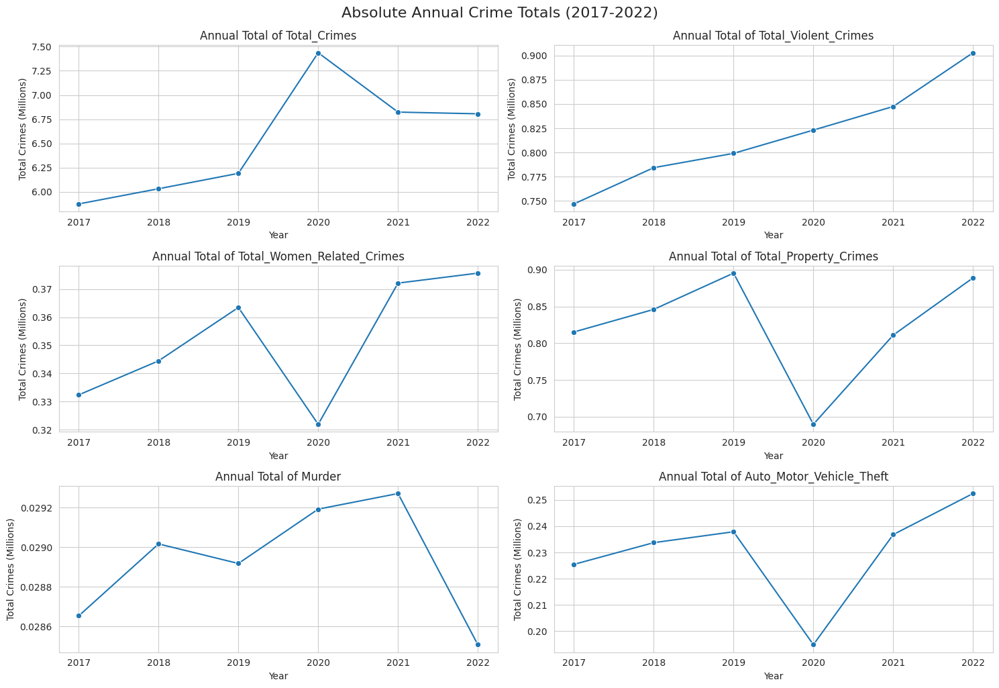 Absolute Annual Crime Totals (2017-2022)
Annual Total of Total_Crimes
Total Crimes (Millions)
7.50
7.25
7.00
6.75
6.50
6.25
6.00
2017 2018 2019 2020 2021 2022
Year
Annual Total of Total_Violent_Crimes
Total Crimes (Millions)
0.900
0.875
0.850
0.825
0.800
0.775
0.750
2017 2018 2019 2020 2021 2022
Year
Annual Total of Total_Women_Related_Crimes
Total Crimes (Millions)
0.37
0.36
0.35
0.34
0.33
0.32
2017 2018 2019 2020 2021 2022
Year
Annual Total of Total_Property_Crimes
Total Crimes (Millions)
0.90
0.85
0.80
0.75
0.70
2017 2018 2019 2020 2021 2022
Year
Annual Total of Murder
Total Crimes (Millions)
0.0292
0.0290
0.0288
0.0286
2017 2018 2019 2020 2021 2022
Year
Annual Total of Auto_Motor_Vehicle_Theft
Total Crimes (Millions)
0.25
0.24
0.23
0.22
0.21
0.20
2017 2018 2019 2020 2021 2022
Year